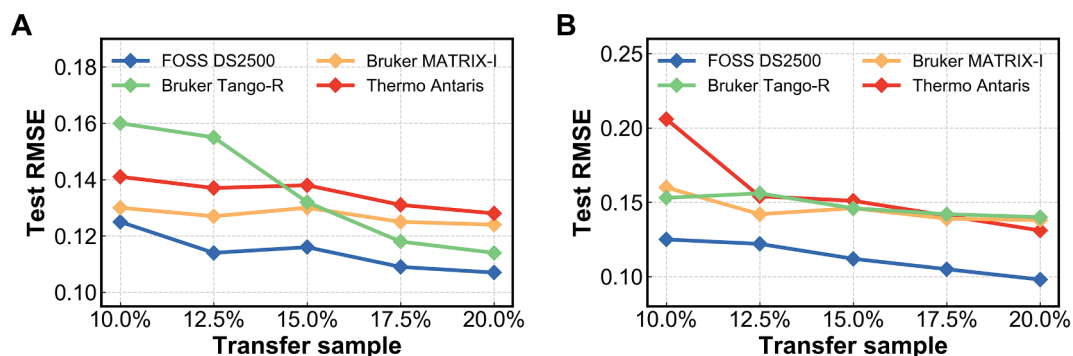 A
Test RMSE
0.18
0.16
0.14
0.12
0.10
FOSS DS2500
Bruker MATRIX-I
Bruker Tango-R
Thermo Antaris
10.0% 12.5% 15.0% 17.5% 20.0%
Transfer sample
B
Test RMSE
0.25
0.20
0.15
0.10
FOSS DS2500
Bruker MATRIX-I
Bruker Tango-R
Thermo Antaris
10.0% 12.5% 15.0% 17.5% 20.0%
Transfer sample